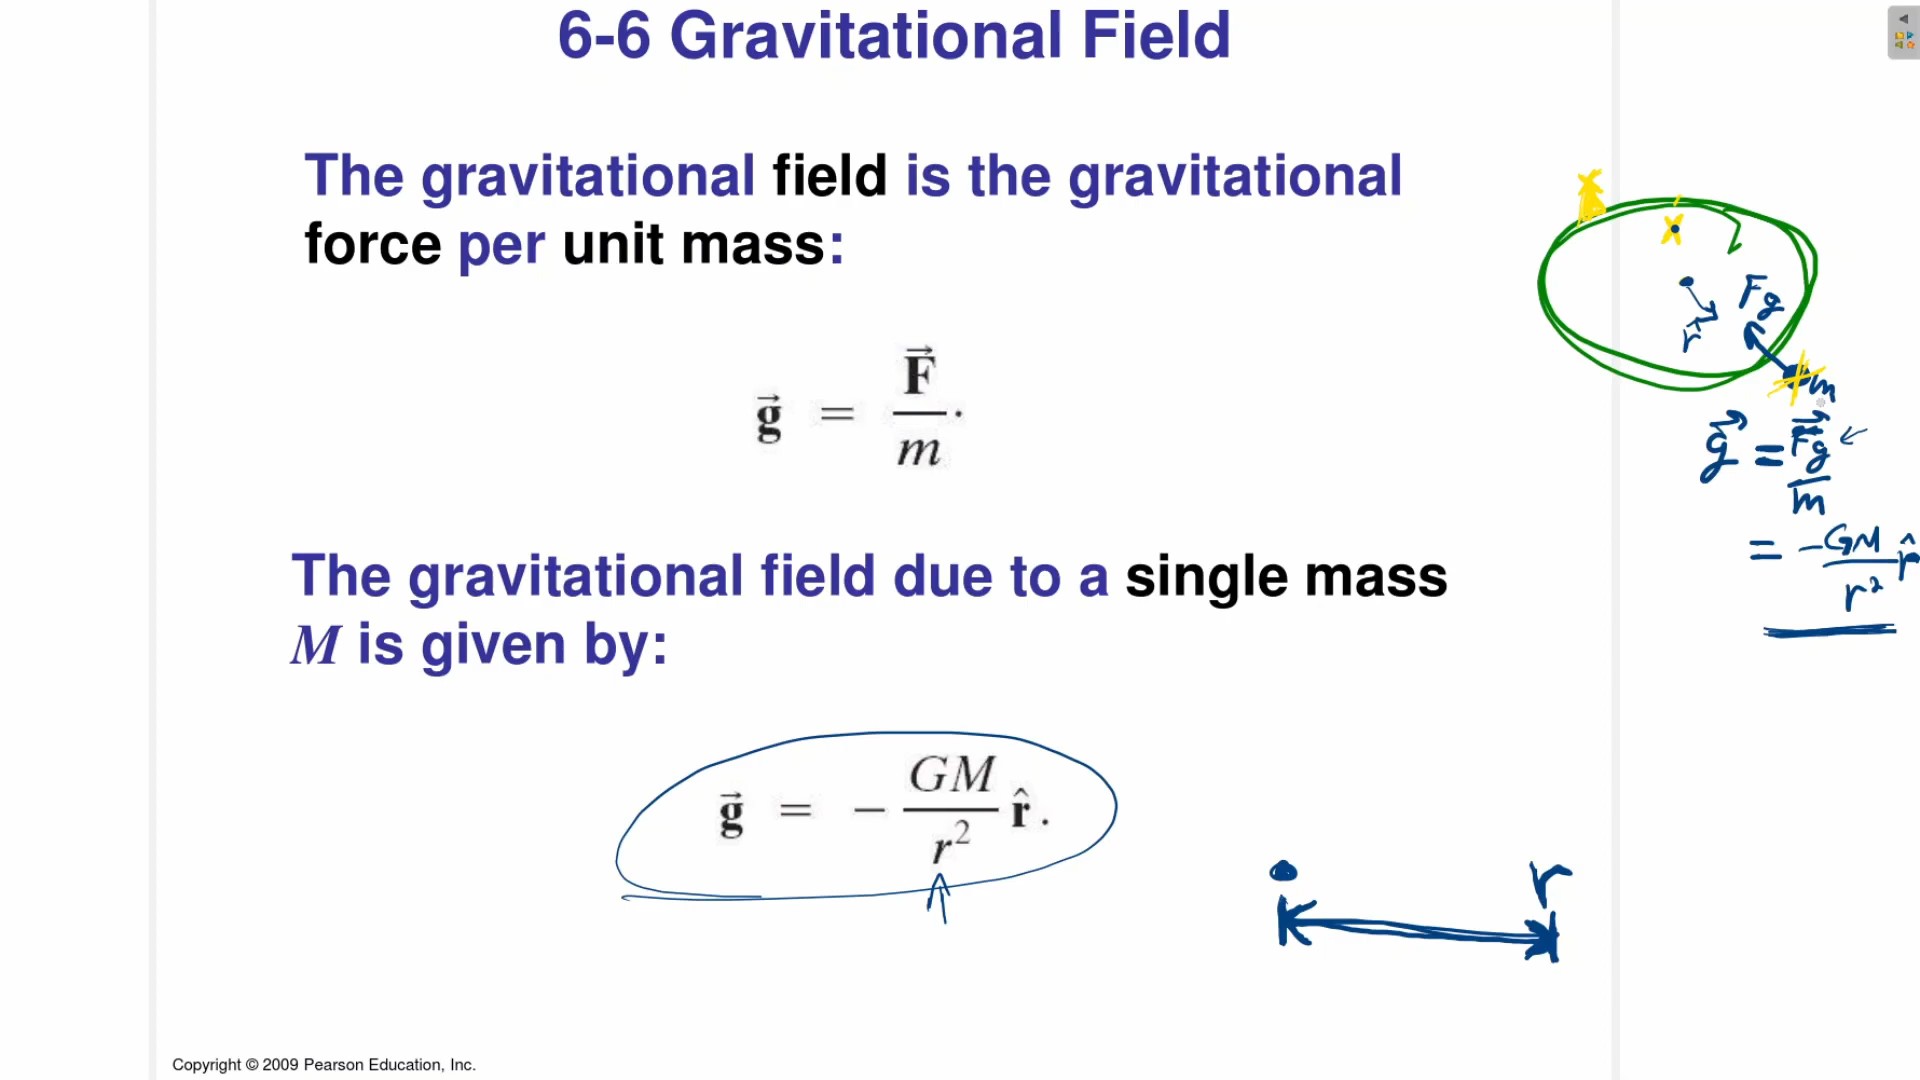 6-6 Gravitational Field
The gravitational field is the gravitational
force per unit mass:
g⃗ = F⃗ / m .
The gravitational field due to a single mass
M is given by:
g⃗ = − GM / r² r̂ .
Fg
r̂
m
g⃗ = F⃗g / m
= −GM / r² r̂
r
Copyright © 2009 Pearson Education, Inc.